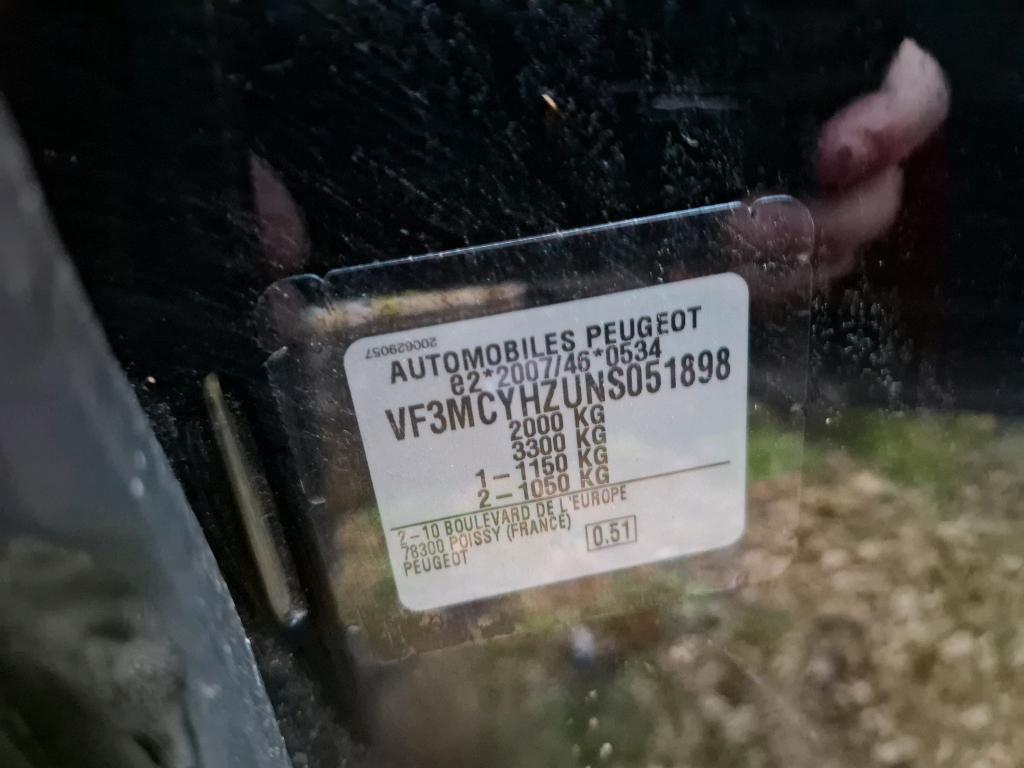 200629057
AUTOMOBILES PEUGEOT
e2*2007/46*0534
VF3MCYHZUNS051898
2000 KG
3300 KG
1-1150 KG
2-1050 KG
2-10 BOULEVARD DE L'EUROPE
78300 POISSY (FRANCE)
PEUGEOT
0.51